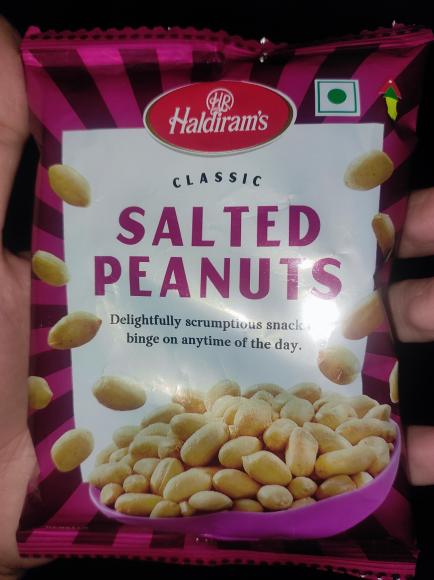 HR
Haldiram's
CLASSIC
SALTED
PEANUTS
Delightfully scrumptious snack
binge on anytime of the day.